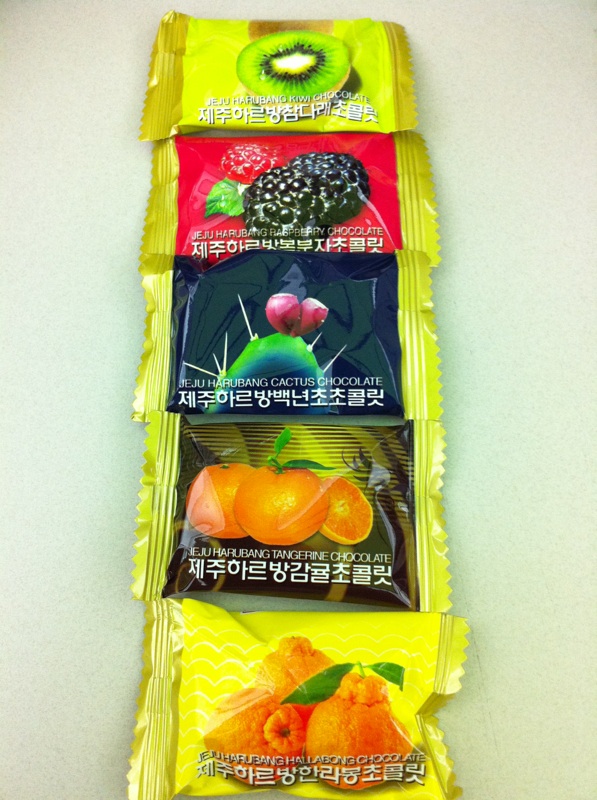 JEJU HARUBANG KIWI CHOCOLATE
제주하르방참다래초콜릿
JEJU HARUBANG RASPBERRY CHOCOLATE
제주하르방복분자초콜릿
JEJU HARUBANG CACTUS CHOCOLATE
제주하르방백년초초콜릿
JEJU HARUBANG TANGERINE CHOCOLATE
제주하르방감귤초콜릿
JEJU HARUBANG HALLABONG CHOCOLATE
제주하르방한라봉초콜릿